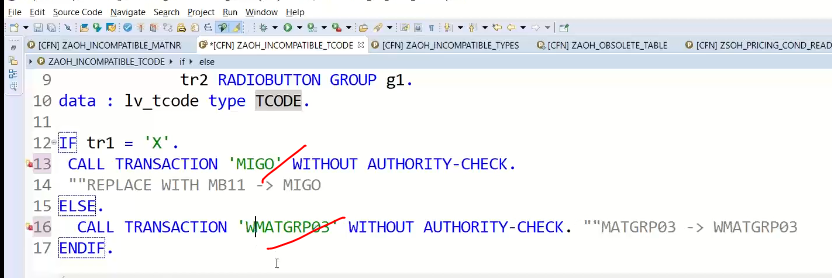 File Edit Source Code Navigate Search Project Tcode Run Window Help
[CFN] ZAOH_INCOMPATIBLE_MATNR *[CFN] ZAOH_INCOMPATIBLE_TCODE [CFN] ZAOH_INCOMPATIBLE_TYPES [CFN] ZAOH_OBSOLETE_TABLE [CFN] ZSOH_PRICING_COND_READ
ZAOH_INCOMPATIBLE_TCODE ▸ if ▸ else
9 tr2 RADIOBUTTON GROUP g1.
10 data : lv_tcode type TCODE.
11
12 IF tr1 = 'X'.
13 CALL TRANSACTION 'MIGO' WITHOUT AUTHORITY-CHECK.
14 ""REPLACE WITH MB11 -> MIGO
15 ELSE.
16 CALL TRANSACTION 'WMATGRP03' WITHOUT AUTHORITY-CHECK. ""MATGRP03 -> WMATGRP03
17 ENDIF.